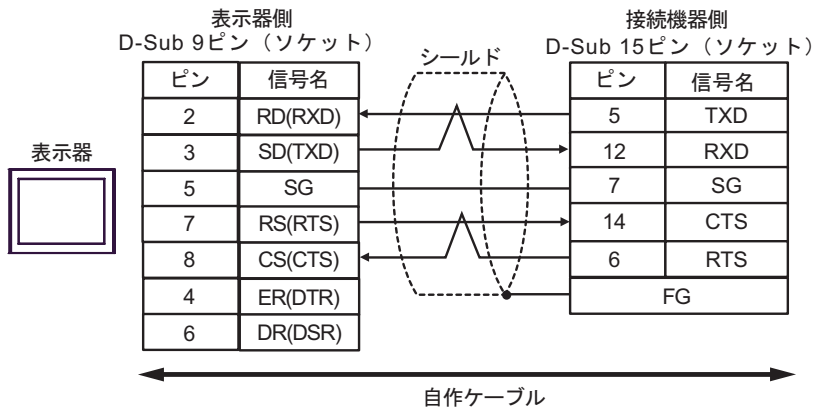 表示器側
D-Sub 9ピン（ソケット）
接続機器側
D-Sub 15ピン（ソケット）
シールド
ピン 信号名
2 RD(RXD)
3 SD(TXD)
5 SG
7 RS(RTS)
8 CS(CTS)
4 ER(DTR)
6 DR(DSR)
ピン 信号名
5 TXD
12 RXD
7 SG
14 CTS
6 RTS
FG
表示器
自作ケーブル